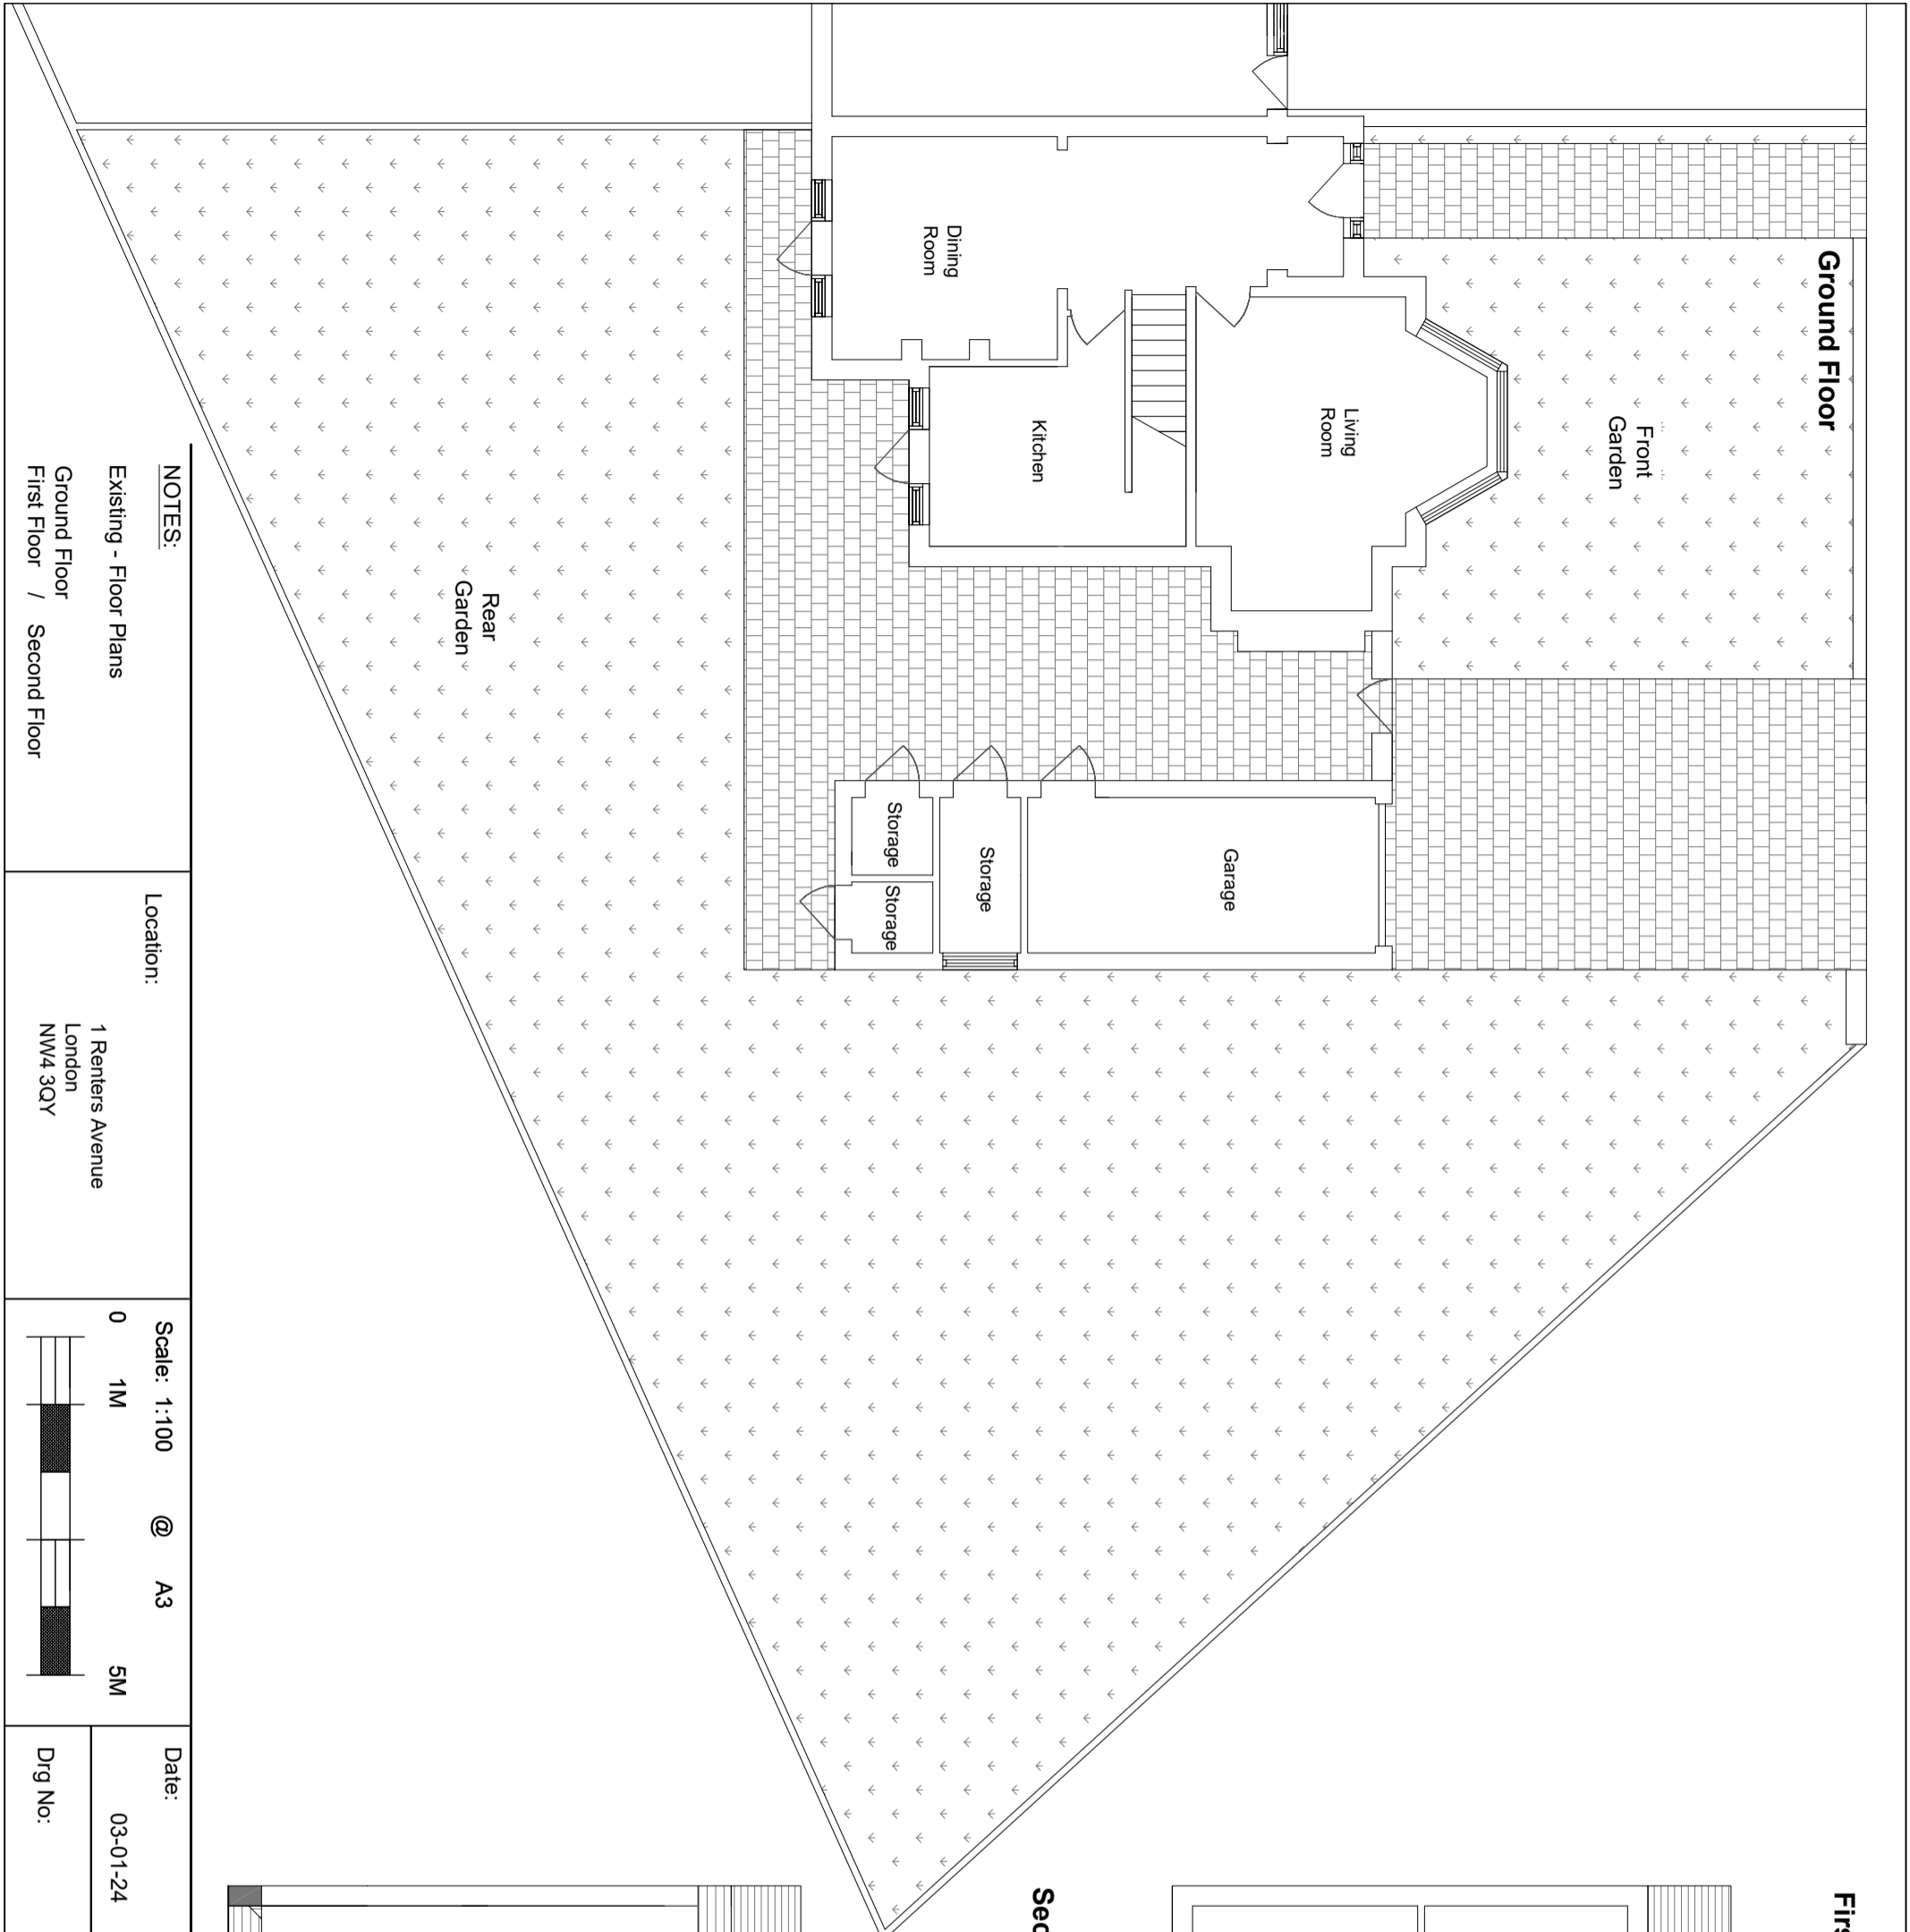 Ground Floor
Front
Garden
Living
Room
Kitchen
Dining
Room
Garage
Storage
Storage
Storage
Rear
Garden
NOTES:
Existing - Floor Plans
Ground Floor
First Floor / Second Floor
Location:
1 Renters Avenue
London
NW4 3QY
Scale: 1:100 @ A3
0 1M 5M
Date:
03-01-24
Drg No: